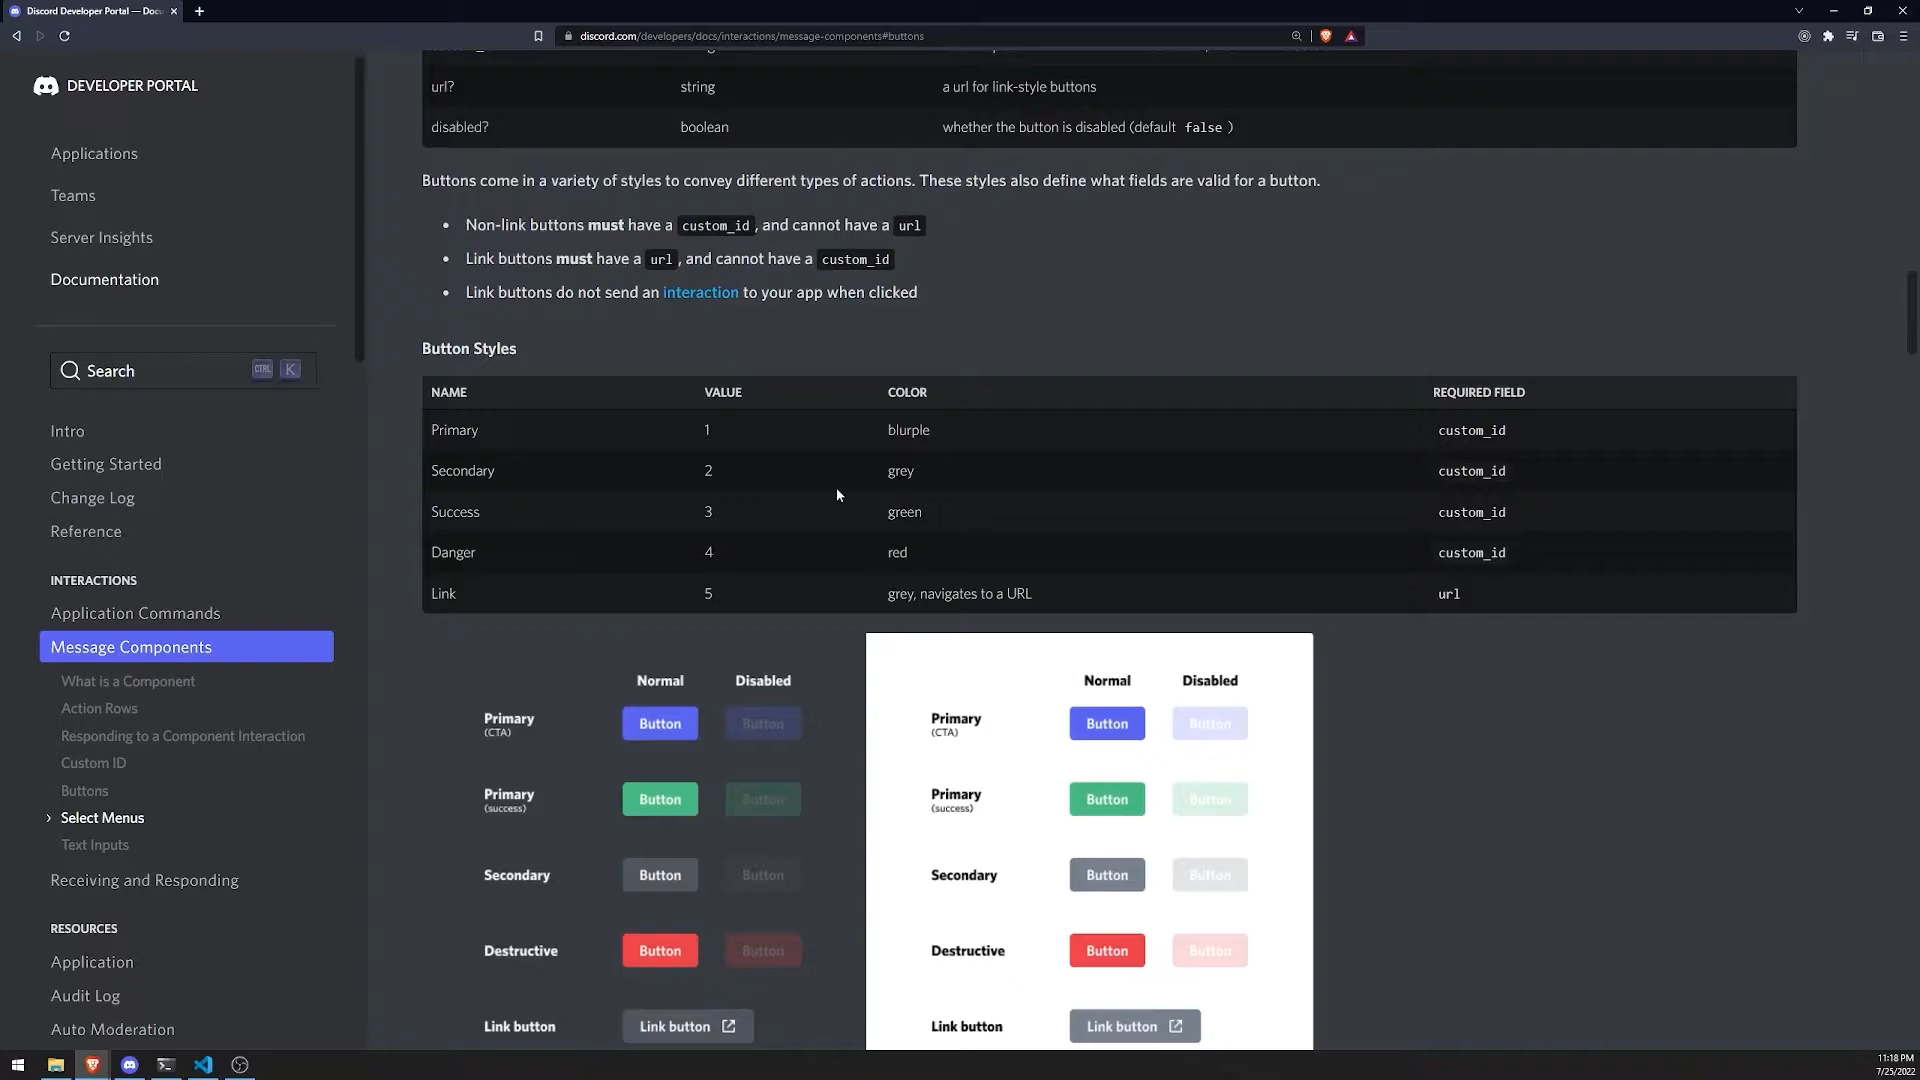 Discord Developer Portal — Docu
discord.com/developers/docs/interactions/message-components#buttons
DEVELOPER PORTAL
Applications
Teams
Server Insights
Documentation
Search CTRL K
Intro
Getting Started
Change Log
Reference
INTERACTIONS
Application Commands
Message Components
What is a Component
Action Rows
Responding to a Component Interaction
Custom ID
Buttons
Select Menus
Text Inputs
Receiving and Responding
RESOURCES
Application
Audit Log
Auto Moderation
url? string a url for link-style buttons
disabled? boolean whether the button is disabled (default false )
Buttons come in a variety of styles to convey different types of actions. These styles also define what fields are valid for a button.
• Non-link buttons must have a custom_id , and cannot have a url
• Link buttons must have a url , and cannot have a custom_id
• Link buttons do not send an interaction to your app when clicked
Button Styles
NAME VALUE COLOR REQUIRED FIELD
Primary 1 blurple custom_id
Secondary 2 grey custom_id
Success 3 green custom_id
Danger 4 red custom_id
Link 5 grey, navigates to a URL url
Normal Disabled
Primary Button Button
(CTA)
Primary Button Button
(success)
Secondary Button Button
Destructive Button Button
Link button Link button
Normal Disabled
Primary Button Button
(CTA)
Primary Button Button
(success)
Secondary Button Button
Destructive Button Button
Link button Link button
11:18 PM
7/25/2022